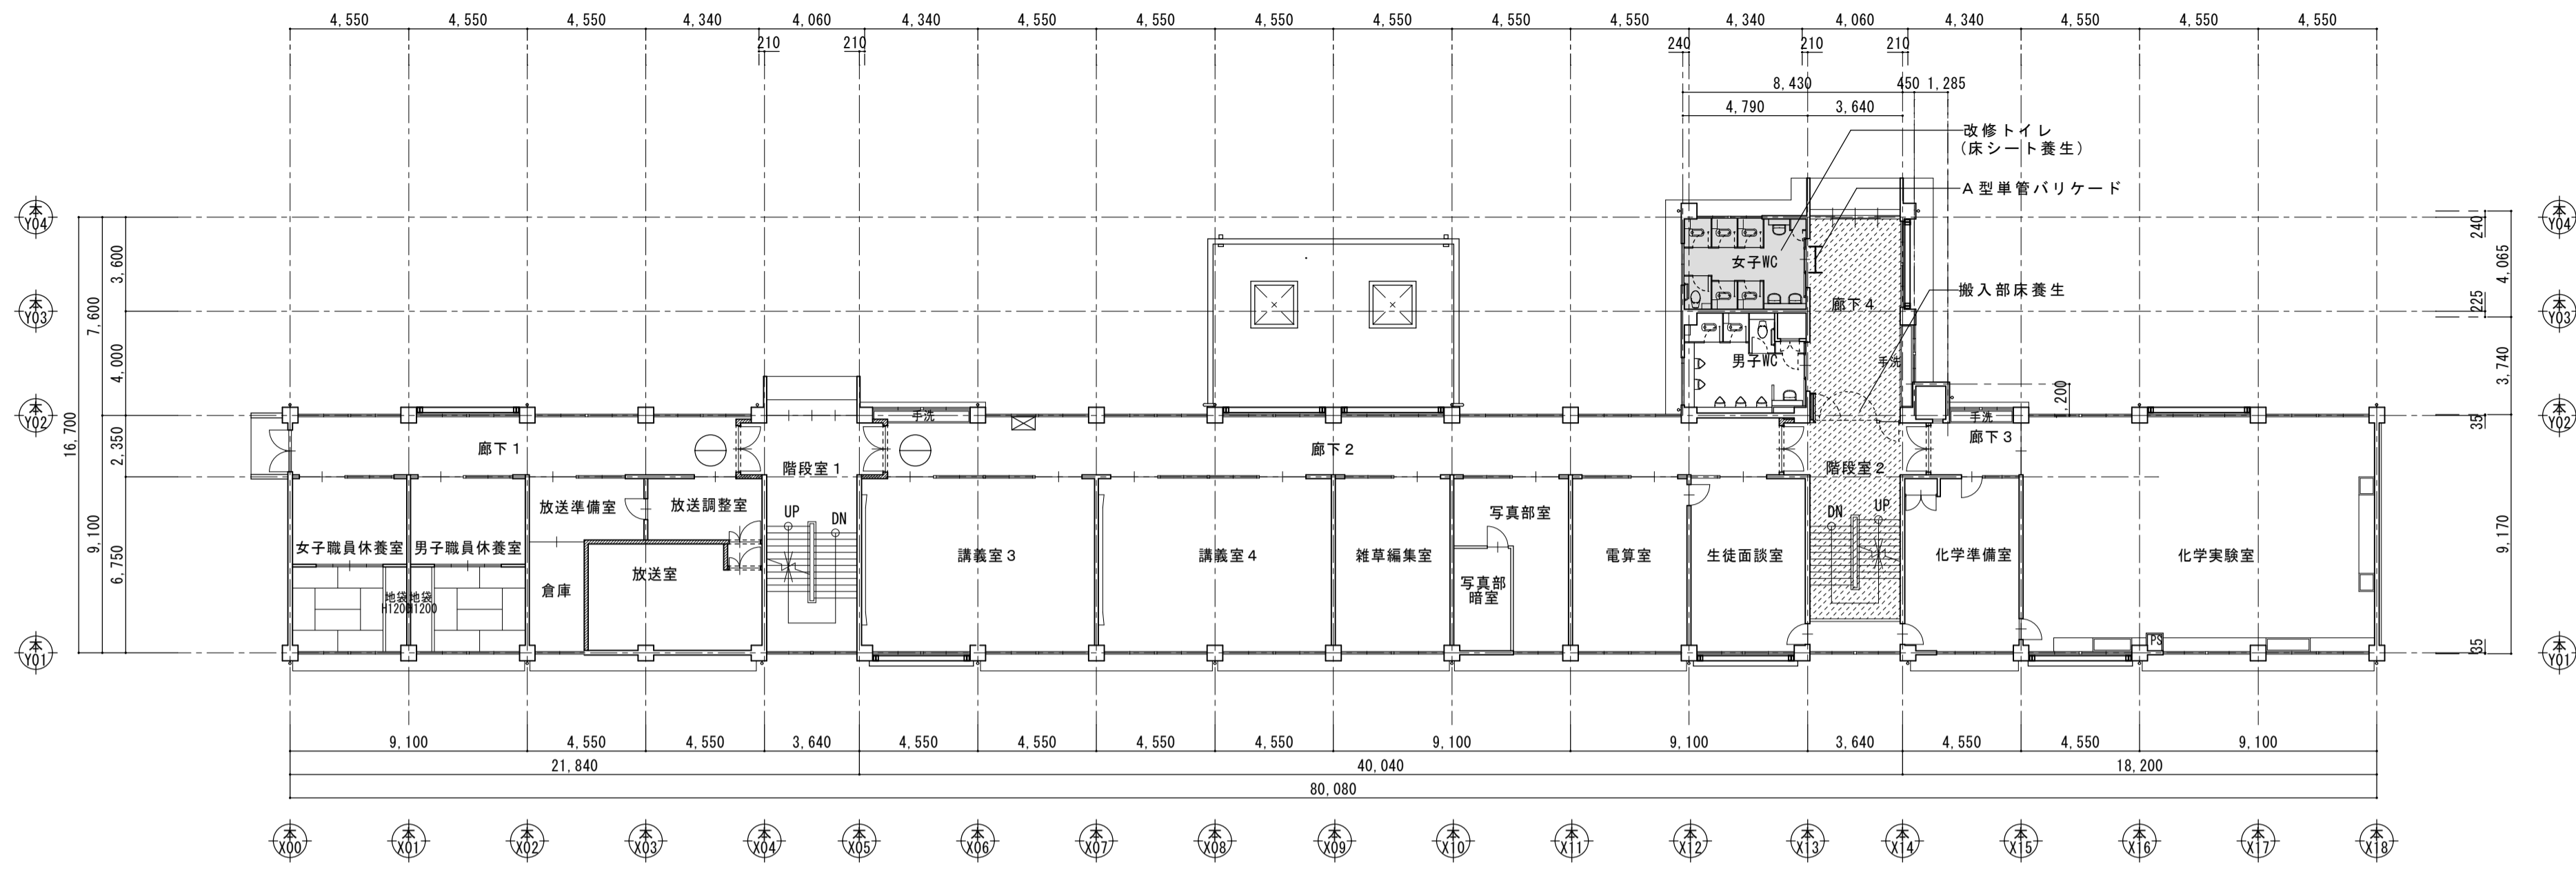 4,550 4,550 4,550 4,340 4,060 4,340 4,550 4,550 4,550 4,550 4,550 4,550 4,340 4,060 4,340 4,550 4,550 4,550
210 210 240 210 210
8,430 450 1,285
4,790 3,640
改修トイレ
(床シート養生)
A型単管バリケード
搬入部床養生
本 Y04
本 Y03
本 Y02
本 Y01
16,700
7,600
9,100
3,600
4,000
2,350
6,750
本 Y04
本 Y03
本 Y02
本 Y01
240
225
35
35
4,065
3,740
9,170
1,200
女子WC
男子WC
廊下4
手洗
手洗
手洗
廊下1
階段室1
廊下2
階段室2
廊下3
UP
DN
DN
UP
放送準備室
放送調整室
女子職員休養室
男子職員休養室
地袋
H1200
地袋
H1200
倉庫
放送室
講義室3
講義室4
雑草編集室
写真部室
写真部
暗室
電算室
生徒面談室
化学準備室
化学実験室
PS
9,100 4,550 4,550 3,640 4,550 4,550 4,550 4,550 9,100 9,100 3,640 4,550 4,550 9,100
21,840 40,040 18,200
80,080
本 X00
本 X01
本 X02
本 X03
本 X04
本 X05
本 X06
本 X07
本 X08
本 X09
本 X10
本 X11
本 X12
本 X13
本 X14
本 X15
本 X16
本 X17
本 X18